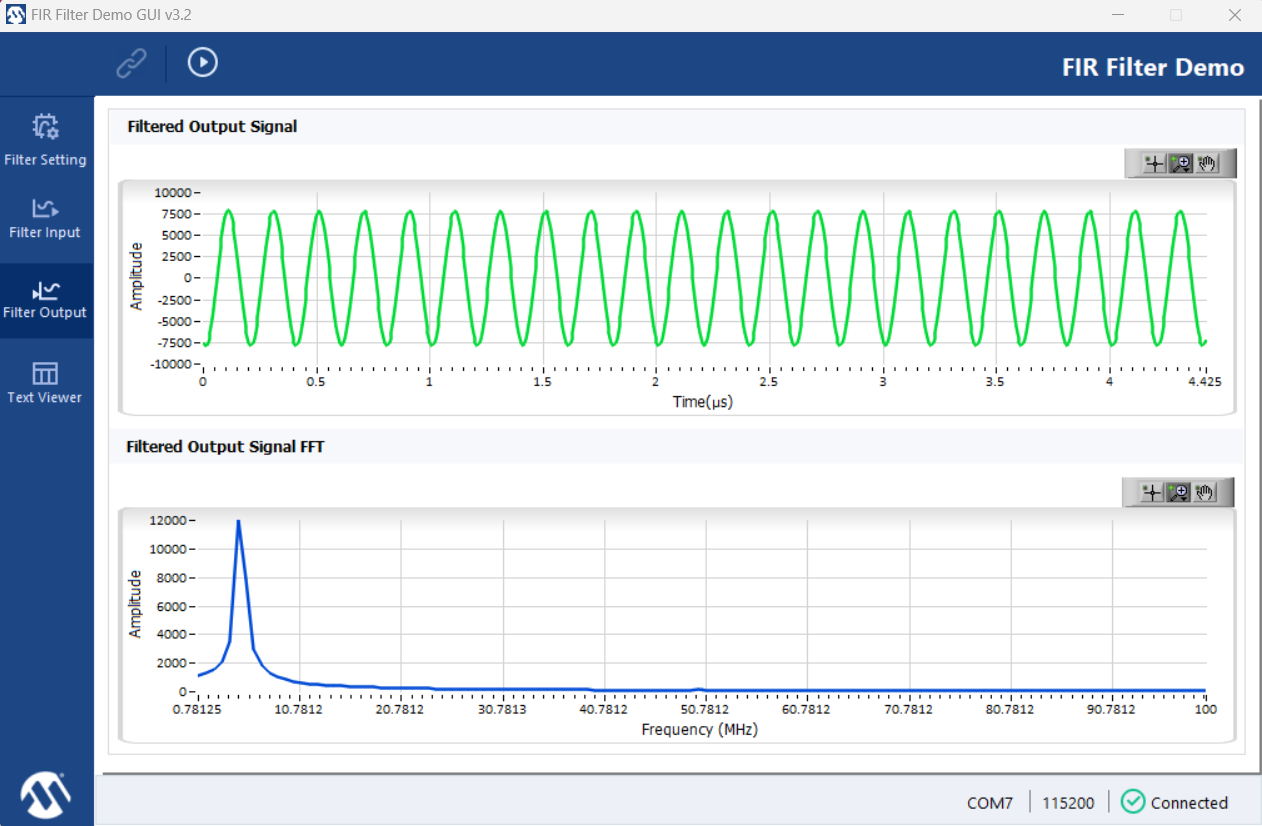 FIR Filter Demo GUI v3.2
FIR Filter Demo
Filter Setting
Filter Input
Filter Output
Text Viewer
Filtered Output Signal
10000
7500
5000
2500
0
-2500
-5000
-7500
-10000
Amplitude
0 0.5 1 1.5 2 2.5 3 3.5 4 4.425
Time(µs)
Filtered Output Signal FFT
12000
10000
8000
6000
4000
2000
0
Amplitude
0.78125 10.7812 20.7812 30.7813 40.7812 50.7812 60.7812 70.7812 80.7812 90.7812 100
Frequency (MHz)
COM7 115200 Connected